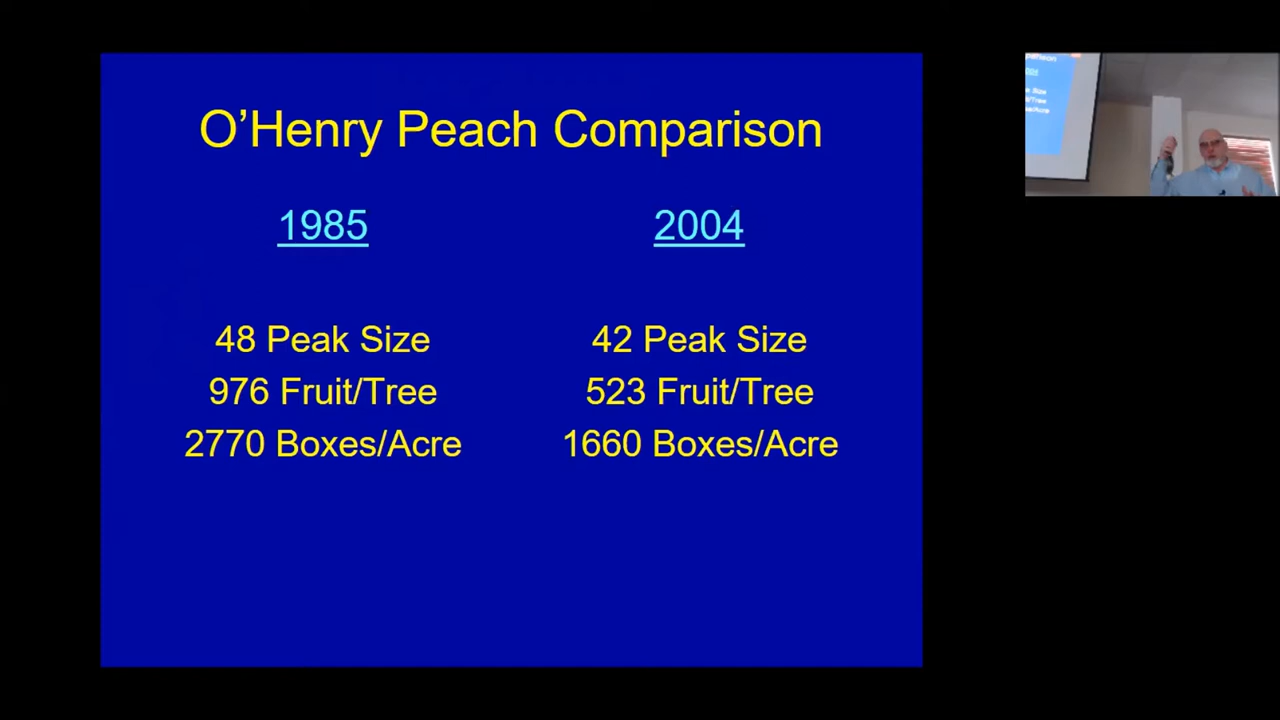 O'Henry Peach Comparison
1985
2004
48 Peak Size
42 Peak Size
976 Fruit/Tree
523 Fruit/Tree
2770 Boxes/Acre
1660 Boxes/Acre